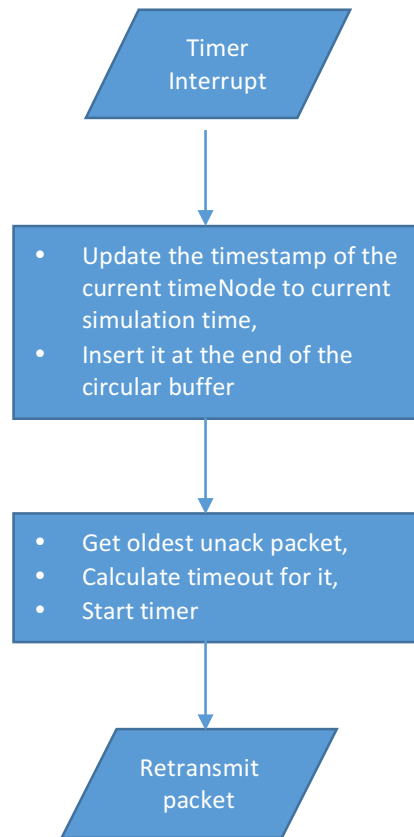 Timer
Interrupt
• Update the timestamp of the
current timeNode to current
simulation time,
• Insert it at the end of the
circular buffer
• Get oldest unack packet,
• Calculate timeout for it,
• Start timer
Retransmit
packet